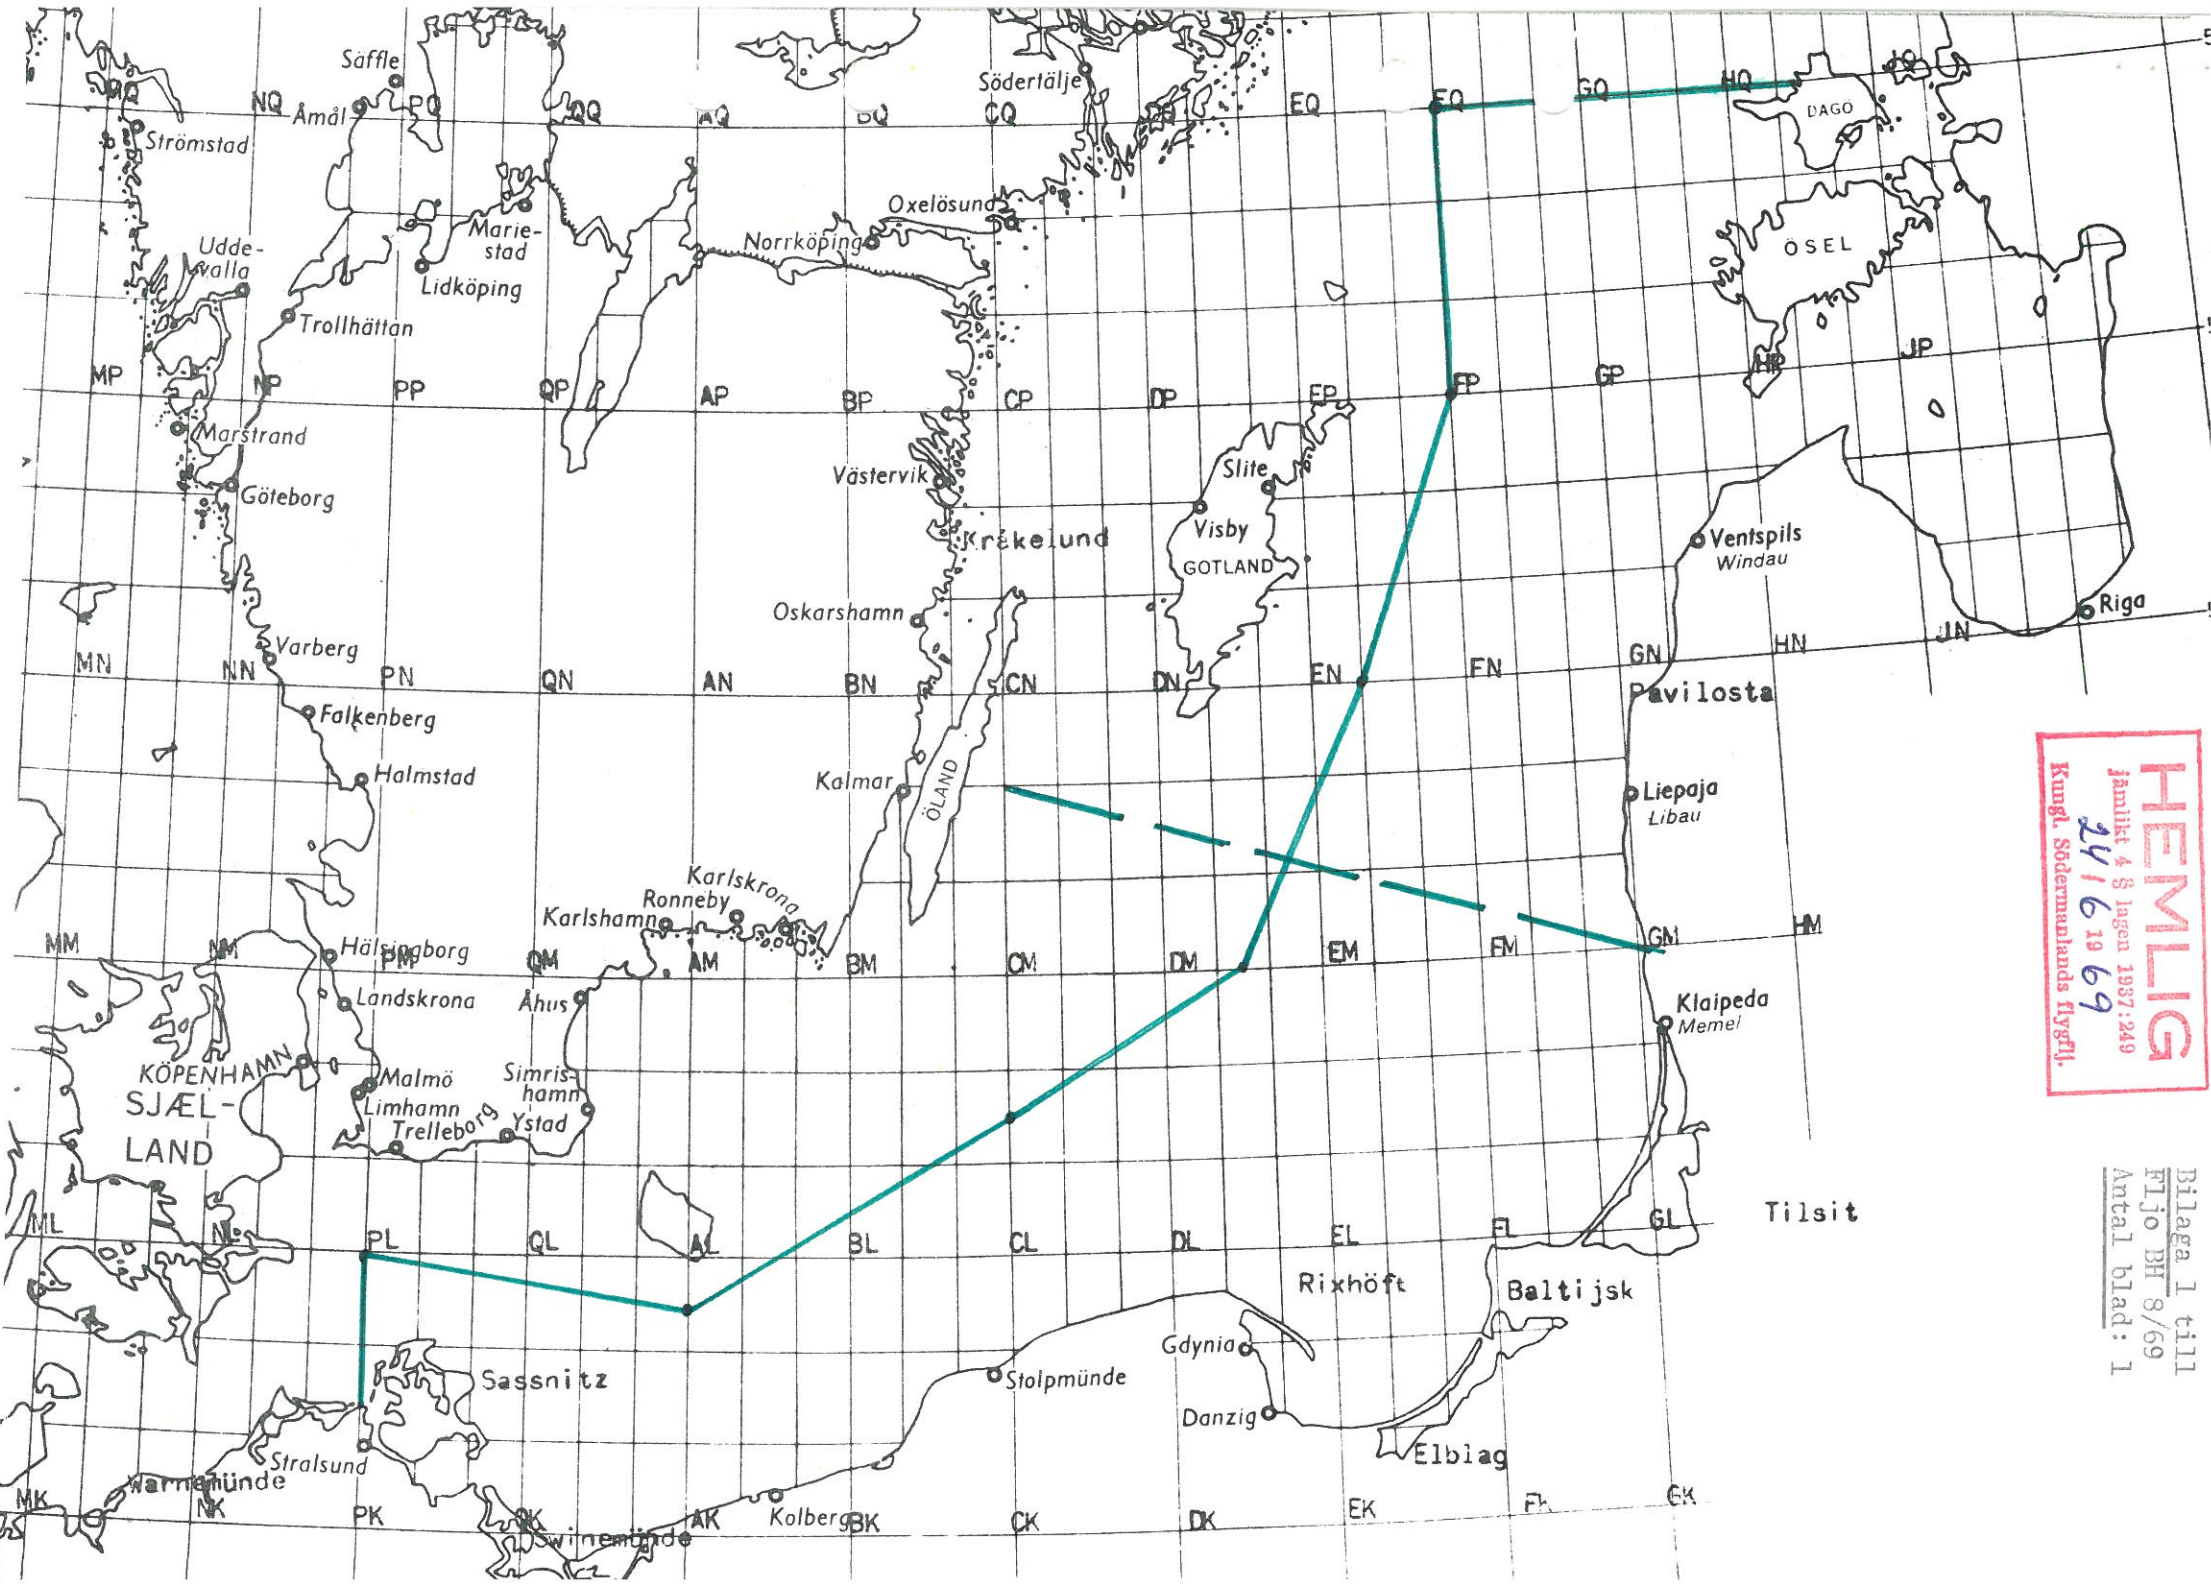 Säffle
Åmål
NQ
PQ
QQ
AQ
BQ
CQ
Södertälje
DQ
EQ
FQ
GQ
HQ
JQ
DAGÖ
Strömstad
Udde-
valla
Trollhättan
Marie-
stad
Lidköping
Norrköping
Oxelösund
ÖSEL
MP
NP
PP
QP
AP
BP
CP
DP
EP
FP
GP
HP
JP
Marstrand
Göteborg
Västervik
Kråkelund
Slite
Visby
GOTLAND
Ventspils
Windau
Riga
Oskarshamn
Varberg
MN
NN
PN
QN
AN
BN
CN
DN
EN
FN
GN
HN
JN
Pavilosta
Falkenberg
Halmstad
Kalmar
ÖLAND
Liepaja
Libau
Karlskrona
Ronneby
Karlshamn
MM
NM
Hälsingborg
PM
QM
AM
BM
CM
DM
EM
FM
GM
HM
Landskrona
Åhus
Klaipeda
Memel
KÖPENHAMN
SJÆL-
LAND
Malmö
Limhamn
Trelleborg
Simris-
hamn
Ystad
ML
NL
PL
QL
AL
BL
CL
DL
EL
FL
GL
Tilsit
Rixhöft
Baltijsk
Sassnitz
Gdynia
Stolpmünde
Danzig
Elblag
Stralsund
Warnemünde
MK
NK
PK
QK
Swinemünde
AK
Kolberg
BK
CK
DK
EK
FK
GK
HEMLIG
jämlikt 4 § lagen 1937:249
24/6 1969
Kungl. Södermanlands flygflj.
Bilaga 1 till
Fljo BH 8/69
Antal blad: 1